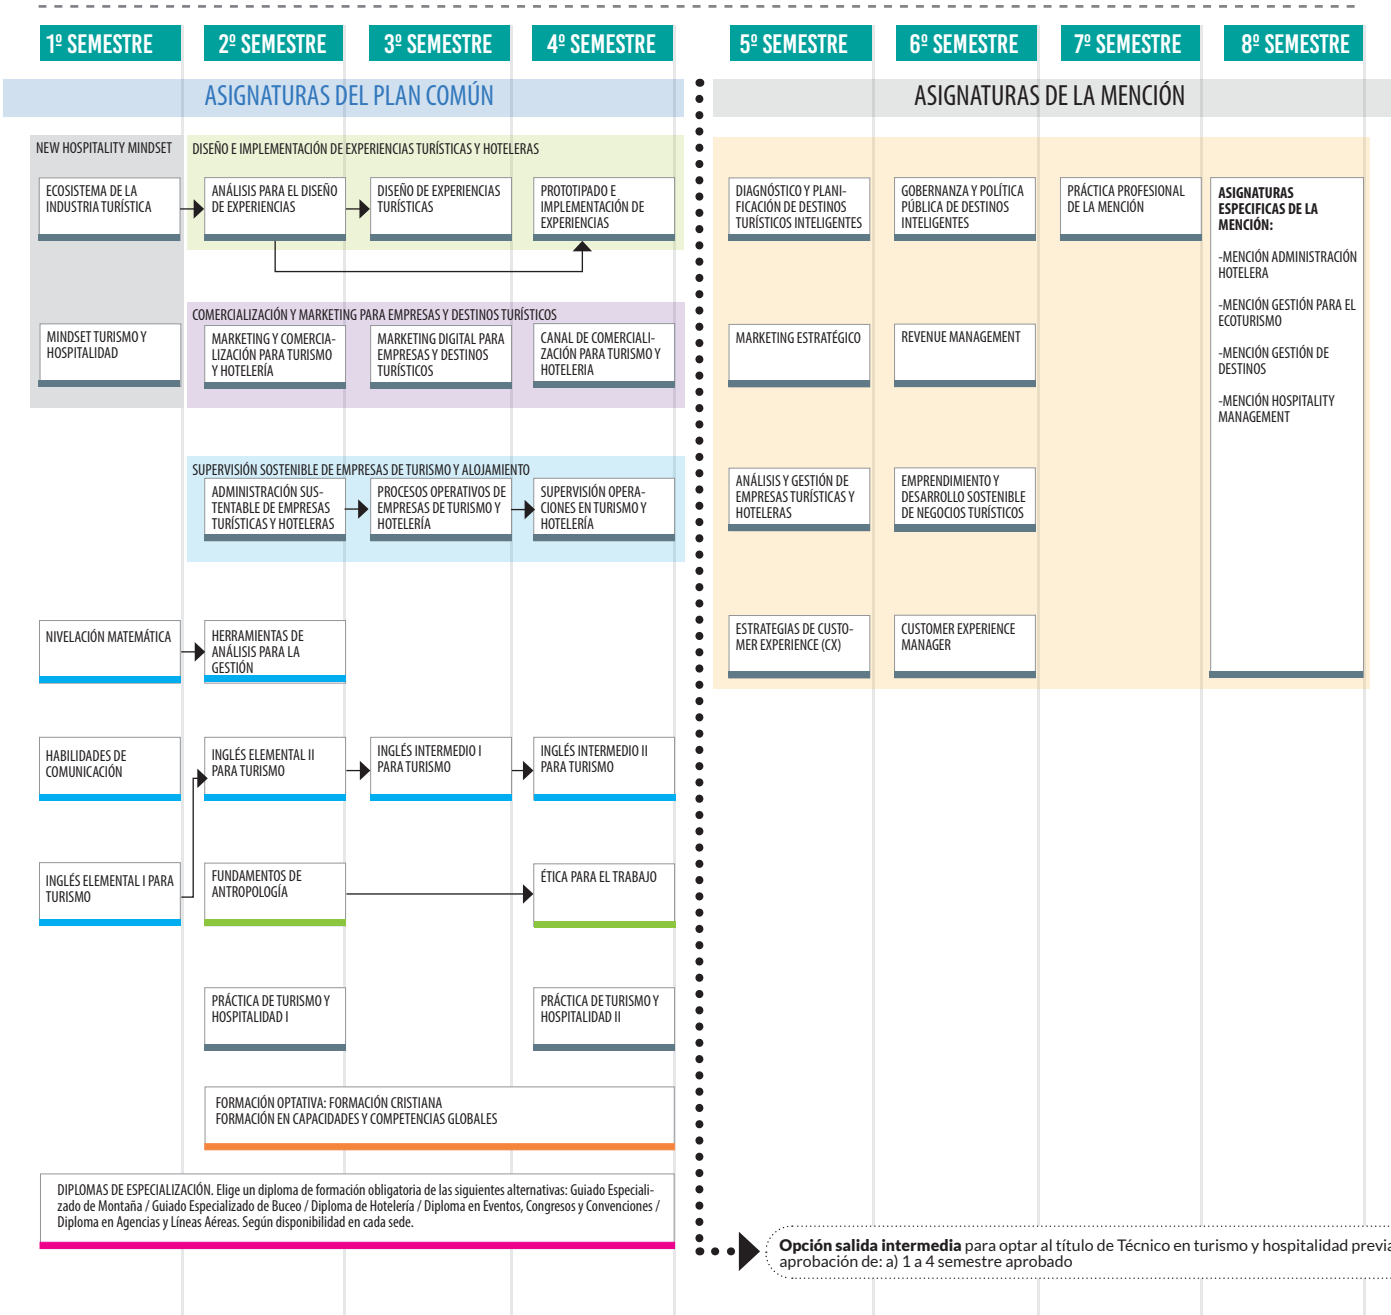 1º SEMESTRE
2º SEMESTRE
3º SEMESTRE
4º SEMESTRE
5º SEMESTRE
6º SEMESTRE
7º SEMESTRE
8º SEMESTRE
ASIGNATURAS DEL PLAN COMÚN
ASIGNATURAS DE LA MENCIÓN
NEW HOSPITALITY MINDSET
DISEÑO E IMPLEMENTACIÓN DE EXPERIENCIAS TURÍSTICAS Y HOTELERAS
ECOSISTEMA DE LA
INDUSTRIA TURÍSTICA
ANÁLISIS PARA EL DISEÑO
DE EXPERIENCIAS
DISEÑO DE EXPERIENCIAS
TURÍSTICAS
PROTOTIPADO E
IMPLEMENTACIÓN DE
EXPERIENCIAS
DIAGNÓSTICO Y PLANI-
FICACIÓN DE DESTINOS
TURÍSTICOS INTELIGENTES
GOBERNANZA Y POLÍTICA
PÚBLICA DE DESTINOS
INTELIGENTES
PRÁCTICA PROFESIONAL
DE LA MENCIÓN
ASIGNATURAS
ESPECIFICAS DE LA
MENCIÓN:
-MENCIÓN ADMINISTRACIÓN
HOTELERA
-MENCIÓN GESTIÓN PARA EL
ECOTURISMO
-MENCIÓN GESTIÓN DE
DESTINOS
-MENCIÓN HOSPITALITY
MANAGEMENT
COMERCIALIZACIÓN Y MARKETING PARA EMPRESAS Y DESTINOS TURÍSTICOS
MINDSET TURISMO Y
HOSPITALIDAD
MARKETING Y COMERCIA-
LIZACIÓN PARA TURISMO
Y HOTELERÍA
MARKETING DIGITAL PARA
EMPRESAS Y DESTINOS
TURÍSTICOS
CANAL DE COMERCIALI-
ZACIÓN PARA TURISMO Y
HOTELERIA
MARKETING ESTRATÉGICO
REVENUE MANAGEMENT
SUPERVISIÓN SOSTENIBLE DE EMPRESAS DE TURISMO Y ALOJAMIENTO
ADMINISTRACIÓN SUS-
TENTABLE DE EMPRESAS
TURÍSTICAS Y HOTELERAS
PROCESOS OPERATIVOS DE
EMPRESAS DE TURISMO Y
HOTELERÍA
SUPERVISIÓN OPERA-
CIONES EN TURISMO Y
HOTELERÍA
ANÁLISIS Y GESTIÓN DE
EMPRESAS TURÍSTICAS Y
HOTELERAS
EMPRENDIMIENTO Y
DESARROLLO SOSTENIBLE
DE NEGOCIOS TURÍSTICOS
NIVELACIÓN MATEMÁTICA
HERRAMIENTAS DE
ANÁLISIS PARA LA
GESTIÓN
ESTRATEGIAS DE CUSTO-
MER EXPERIENCE (CX)
CUSTOMER EXPERIENCE
MANAGER
HABILIDADES DE
COMUNICACIÓN
INGLÉS ELEMENTAL II
PARA TURISMO
INGLÉS INTERMEDIO I
PARA TURISMO
INGLÉS INTERMEDIO II
PARA TURISMO
INGLÉS ELEMENTAL I PARA
TURISMO
FUNDAMENTOS DE
ANTROPOLOGÍA
ÉTICA PARA EL TRABAJO
PRÁCTICA DE TURISMO Y
HOSPITALIDAD I
PRÁCTICA DE TURISMO Y
HOSPITALIDAD II
FORMACIÓN OPTATIVA: FORMACIÓN CRISTIANA
FORMACIÓN EN CAPACIDADES Y COMPETENCIAS GLOBALES
DIPLOMAS DE ESPECIALIZACIÓN. Elige un diploma de formación obligatoria de las siguientes alternativas: Guiado Especiali-
zado de Montaña / Guiado Especializado de Buceo / Diploma de Hotelería / Diploma en Eventos, Congresos y Convenciones /
Diploma en Agencias y Líneas Aéreas. Según disponibilidad en cada sede.
Opción salida intermedia para optar al título de Técnico en turismo y hospitalidad previa
aprobación de: a) 1 a 4 semestre aprobado